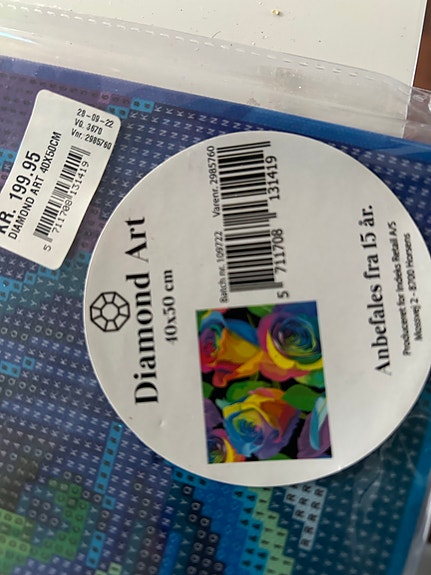 28-09-22
VG. 3670
Vnr. 2985760
KR. 199,95
DIAMOND ART 40X50CM
5 711708 131419
Diamond Art
40x50 cm
Batch nr. 109722 Varenr. 2985760
5 711708 131419
Anbefales fra 15 år.
Produceret for Indeks Retail A/S
Mossvej 2 - 8700 Horsens